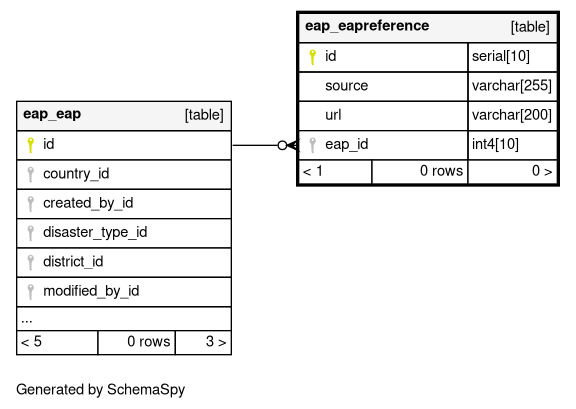 eap_eapreference [table]
id serial[10]
source varchar[255]
url varchar[200]
eap_id int4[10]
< 1 0 rows 0 >
eap_eap [table]
id
country_id
created_by_id
disaster_type_id
district_id
modified_by_id
...
< 5 0 rows 3 >
Generated by SchemaSpy